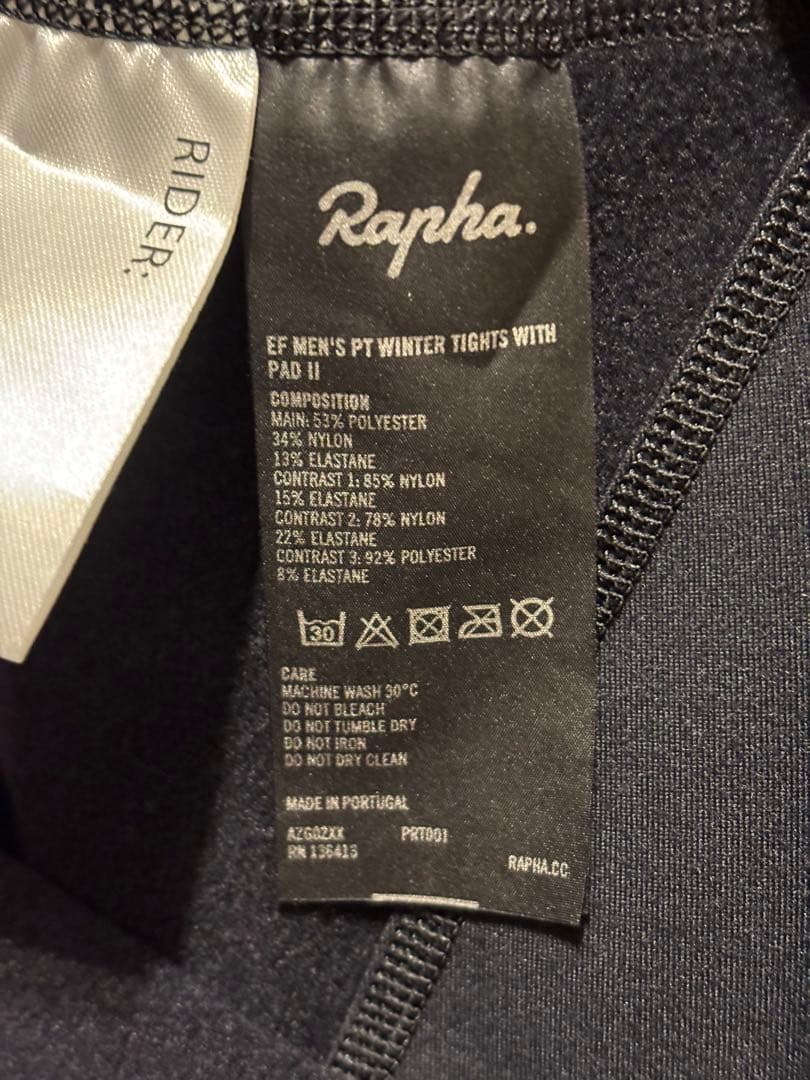 RIDER:
Rapha.
EF MEN'S PT WINTER TIGHTS WITH
PAD II
COMPOSITION
MAIN: 53% POLYESTER
34% NYLON
13% ELASTANE
CONTRAST 1: 85% NYLON
15% ELASTANE
CONTRAST 2: 78% NYLON
22% ELASTANE
CONTRAST 3: 92% POLYESTER
8% ELASTANE
30
CARE
MACHINE WASH 30°C
DO NOT BLEACH
DO NOT TUMBLE DRY
DO NOT IRON
DO NOT DRY CLEAN
MADE IN PORTUGAL
AZG02XX PRT001
RN 136413
RAPHA.CC